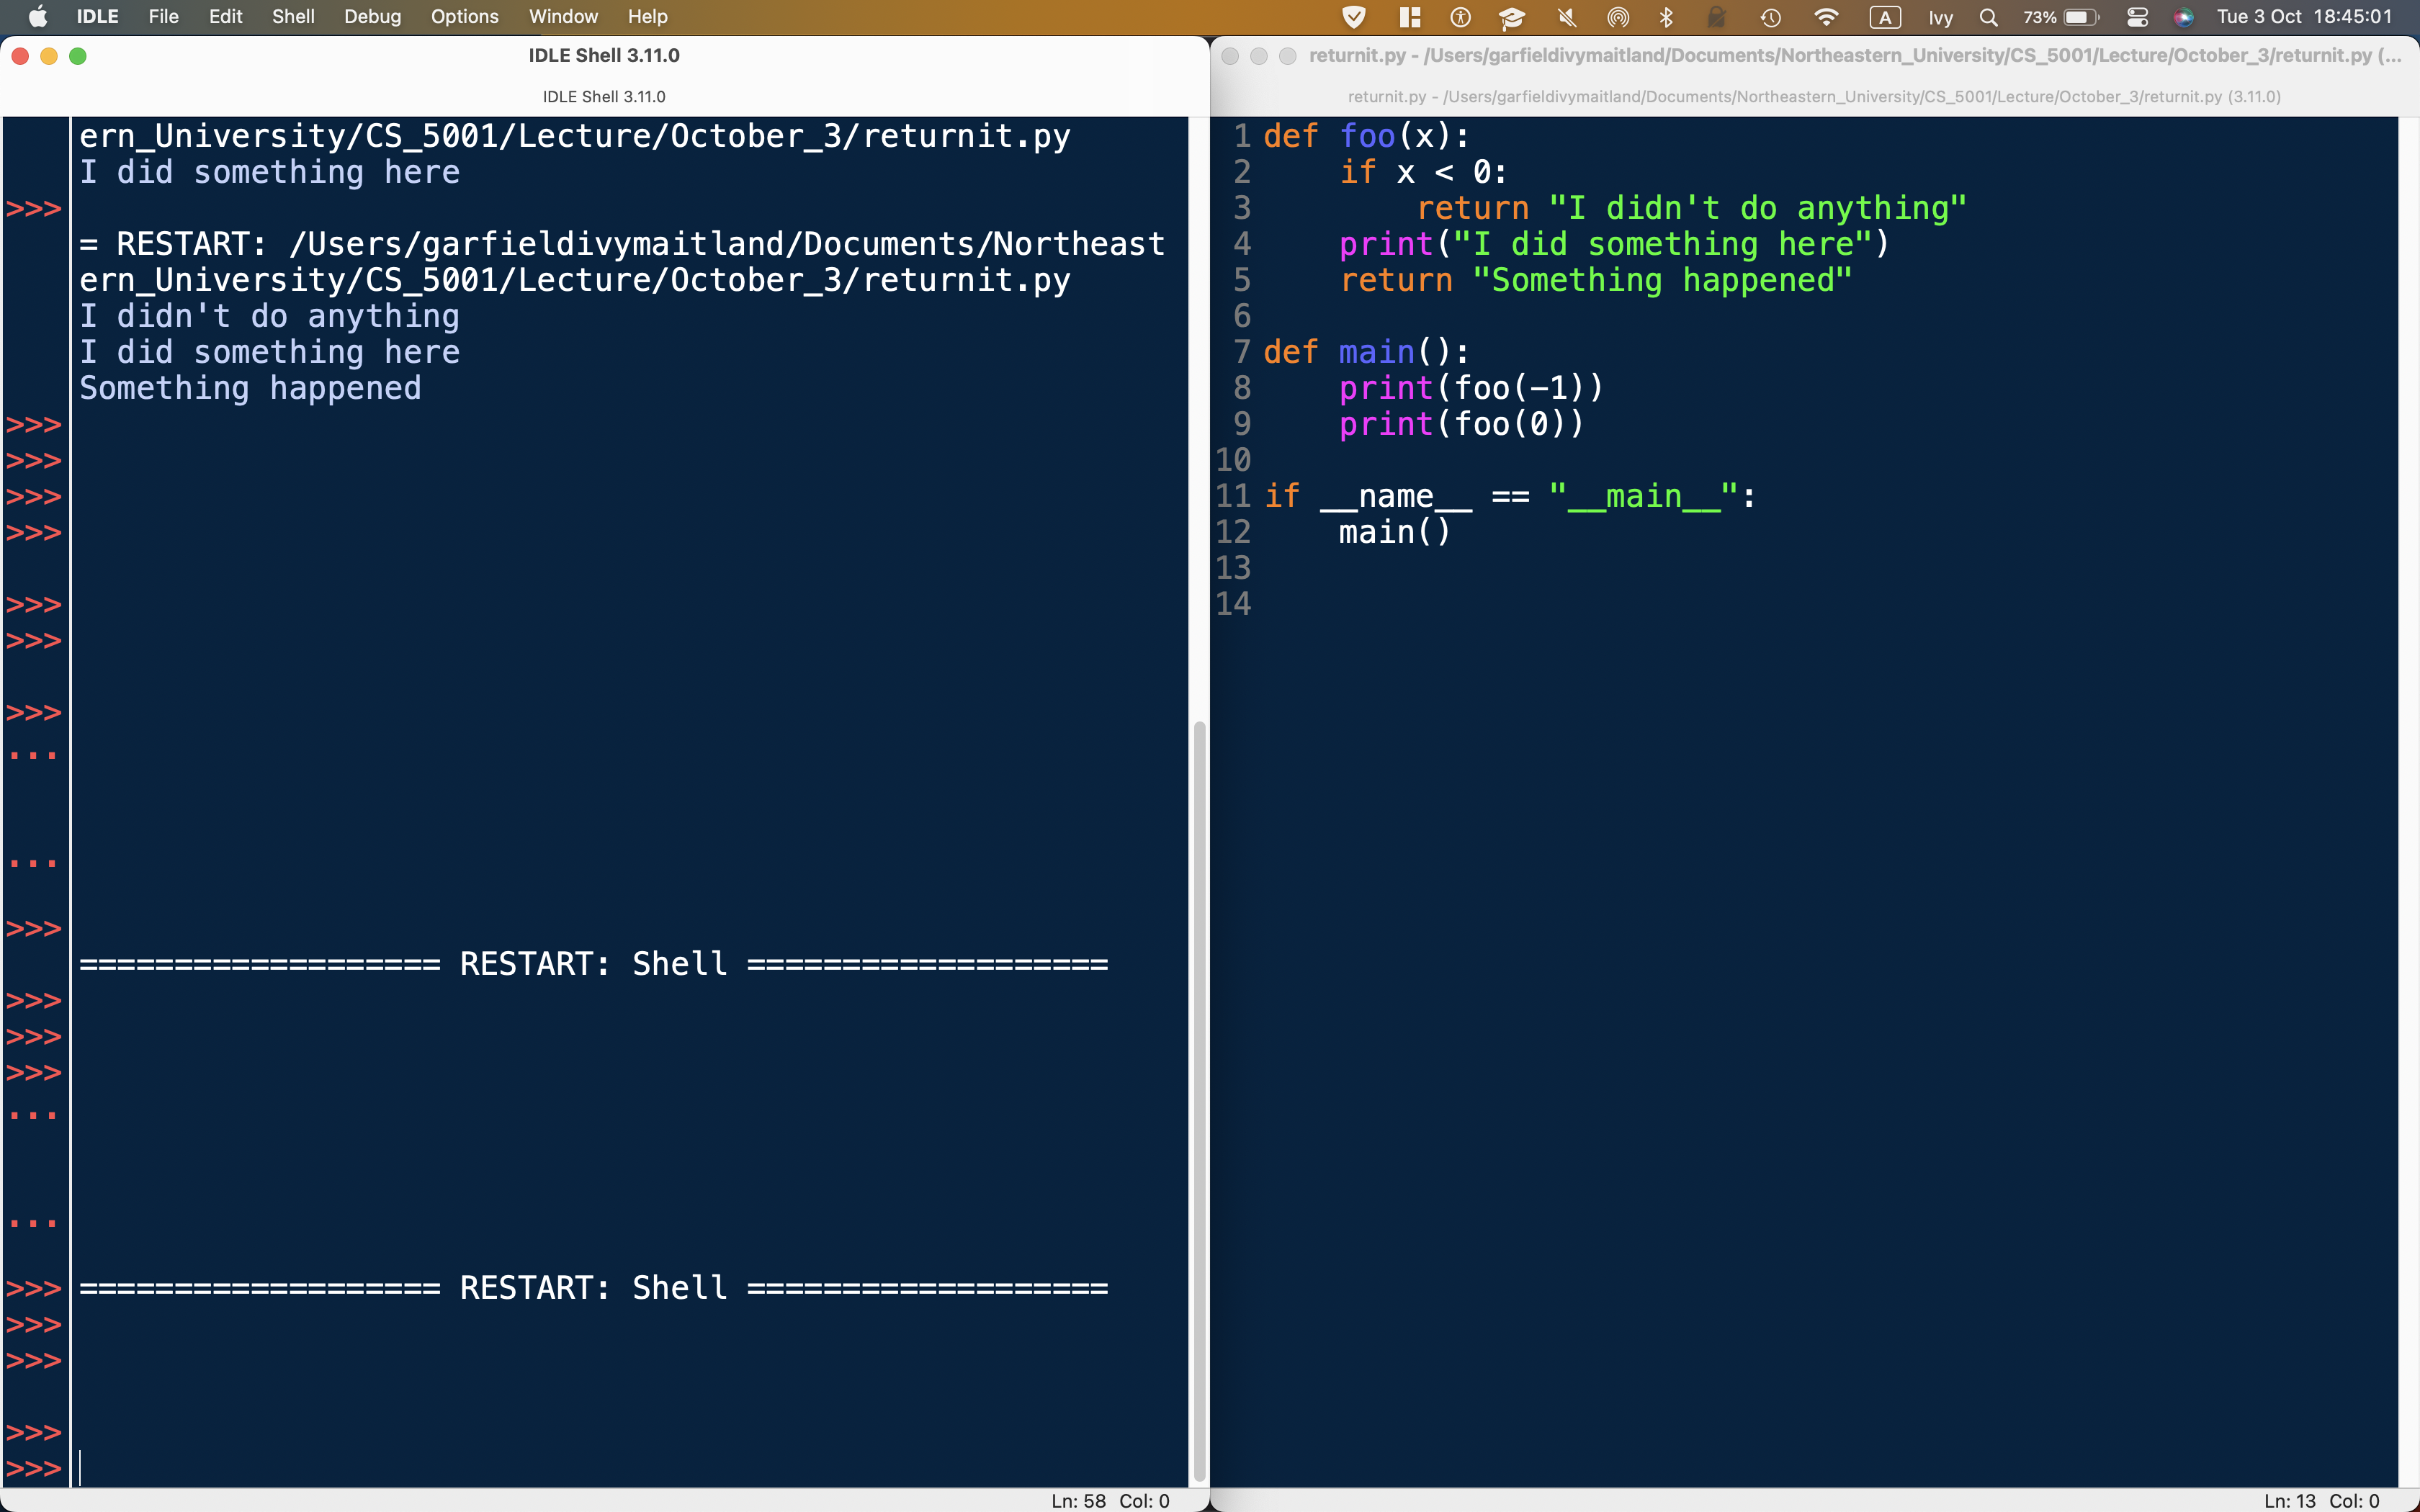 IDLE File Edit Shell Debug Options Window Help A Ivy 73% Tue 3 Oct 18:45:01
IDLE Shell 3.11.0
IDLE Shell 3.11.0
ern_University/CS_5001/Lecture/October_3/returnit.py
I did something here
>>>
= RESTART: /Users/garfieldivymaitland/Documents/Northeast
ern_University/CS_5001/Lecture/October_3/returnit.py
I didn't do anything
I did something here
Something happened
>>>
>>>
>>>
>>>
>>>
>>>
>>>
...
...
>>>
=================== RESTART: Shell ===================
>>>
>>>
>>>
...
...
>>> =================== RESTART: Shell ===================
>>>
>>>
>>>
>>>
Ln: 58 Col: 0
returnit.py - /Users/garfieldivymaitland/Documents/Northeastern_University/CS_5001/Lecture/October_3/returnit.py (...
returnit.py - /Users/garfieldivymaitland/Documents/Northeastern_University/CS_5001/Lecture/October_3/returnit.py (3.11.0)
1 def foo(x):
2     if x < 0:
3         return "I didn't do anything"
4     print("I did something here")
5     return "Something happened"
6
7 def main():
8     print(foo(-1))
9     print(foo(0))
10
11 if __name__ == "__main__":
12     main()
13
14
Ln: 13 Col: 0